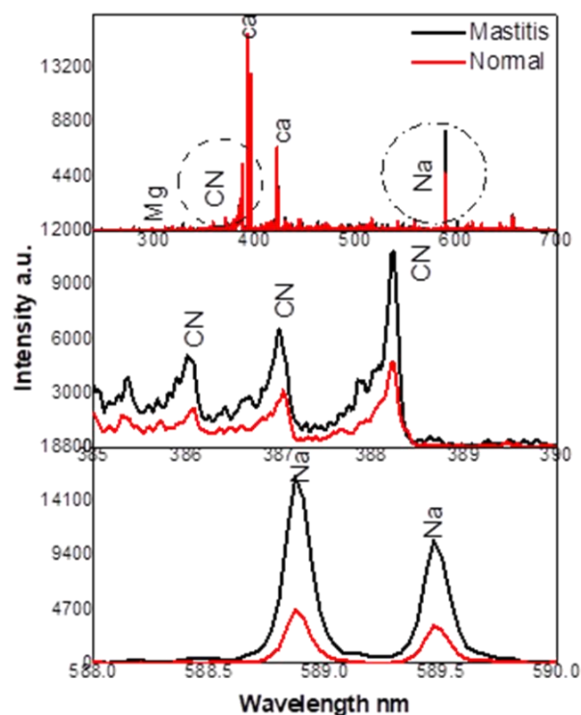 Mastitis
Normal
ca
ca
Mg
CN
Na
13200
8800
4400
12000
300
400
500
600
700
CN
CN
CN
9000
6000
3000
18800
385
386
387
388
389
390
Na
Na
14100
9400
4700
0
588.0
588.5
589.0
589.5
590.0
Intensity a.u.
Wavelength nm